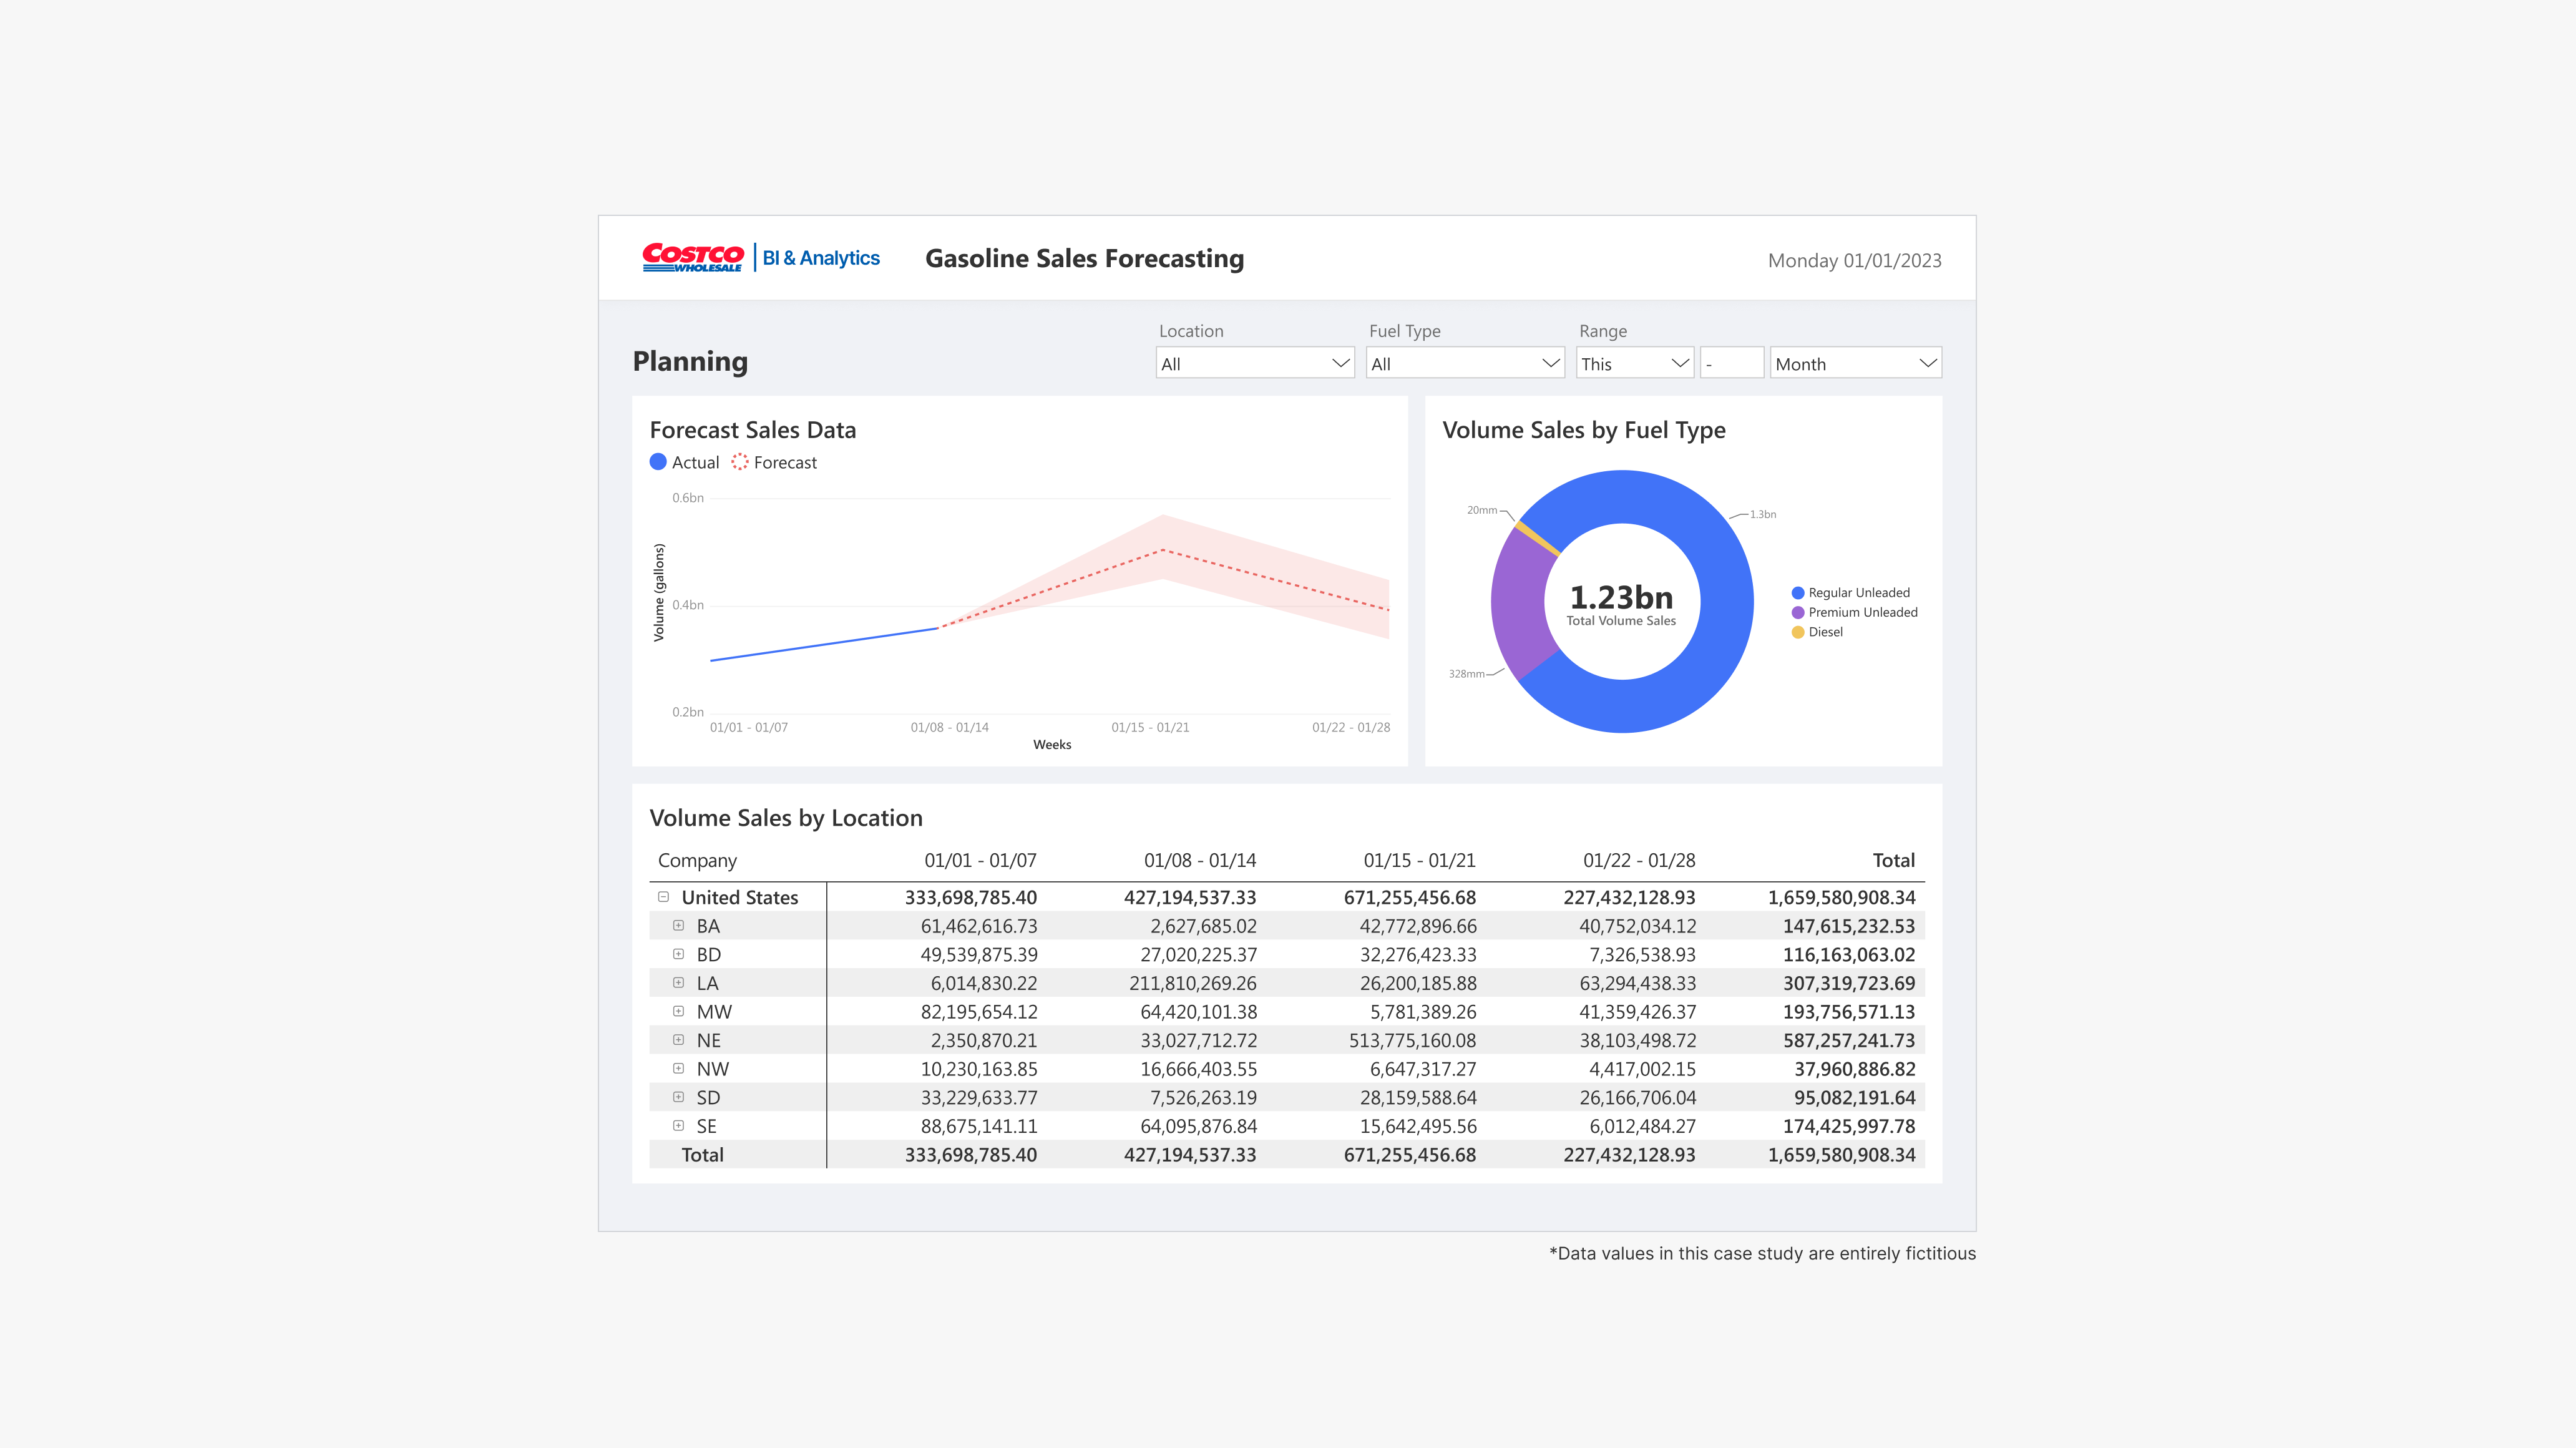 COSTCO WHOLESALE BI & Analytics Gasoline Sales Forecasting Monday 01/01/2023
Location Fuel Type Range
Planning All All This - Month
Forecast Sales Data
Actual Forecast
0.6bn
0.4bn
0.2bn
Volume (gallons)
01/01 - 01/07 01/08 - 01/14 01/15 - 01/21 01/22 - 01/28
Weeks
Volume Sales by Fuel Type
20mm
1.3bn
328mm
1.23bn
Total Volume Sales
Regular Unleaded
Premium Unleaded
Diesel
Volume Sales by Location
Company 01/01 - 01/07 01/08 - 01/14 01/15 - 01/21 01/22 - 01/28 Total
United States 333,698,785.40 427,194,537.33 671,255,456.68 227,432,128.93 1,659,580,908.34
BA 61,462,616.73 2,627,685.02 42,772,896.66 40,752,034.12 147,615,232.53
BD 49,539,875.39 27,020,225.37 32,276,423.33 7,326,538.93 116,163,063.02
LA 6,014,830.22 211,810,269.26 26,200,185.88 63,294,438.33 307,319,723.69
MW 82,195,654.12 64,420,101.38 5,781,389.26 41,359,426.37 193,756,571.13
NE 2,350,870.21 33,027,712.72 513,775,160.08 38,103,498.72 587,257,241.73
NW 10,230,163.85 16,666,403.55 6,647,317.27 4,417,002.15 37,960,886.82
SD 33,229,633.77 7,526,263.19 28,159,588.64 26,166,706.04 95,082,191.64
SE 88,675,141.11 64,095,876.84 15,642,495.56 6,012,484.27 174,425,997.78
Total 333,698,785.40 427,194,537.33 671,255,456.68 227,432,128.93 1,659,580,908.34
*Data values in this case study are entirely fictitious